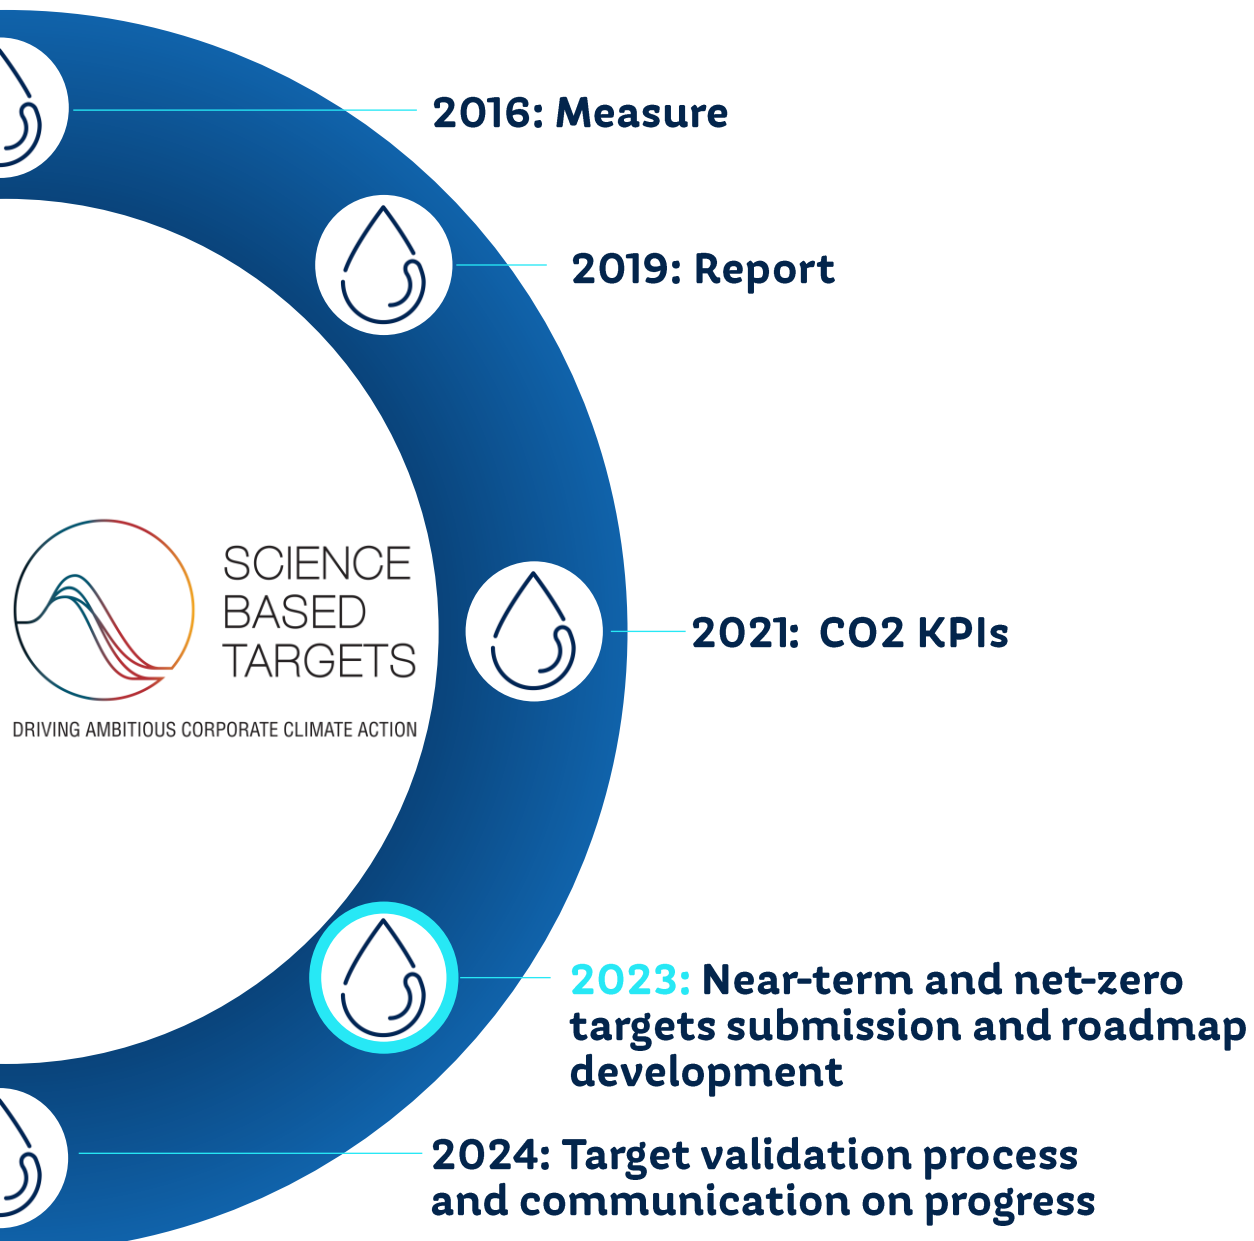 2016: Measure
2019: Report
SCIENCE
BASED
TARGETS
DRIVING AMBITIOUS CORPORATE CLIMATE ACTION
2021: CO2 KPIs
2023: Near-term and net-zero
targets submission and roadmap
development
2024: Target validation process
and communication on progress